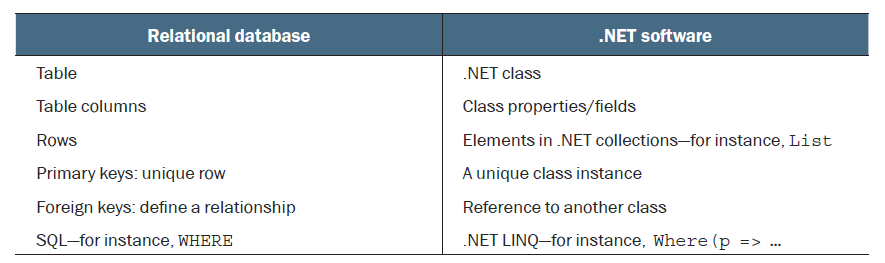 Relational database .NET software
Table .NET class
Table columns Class properties/fields
Rows Elements in .NET collections—for instance, List
Primary keys: unique row A unique class instance
Foreign keys: define a relationship Reference to another class
SQL—for instance, WHERE .NET LINQ—for instance, Where(p => …